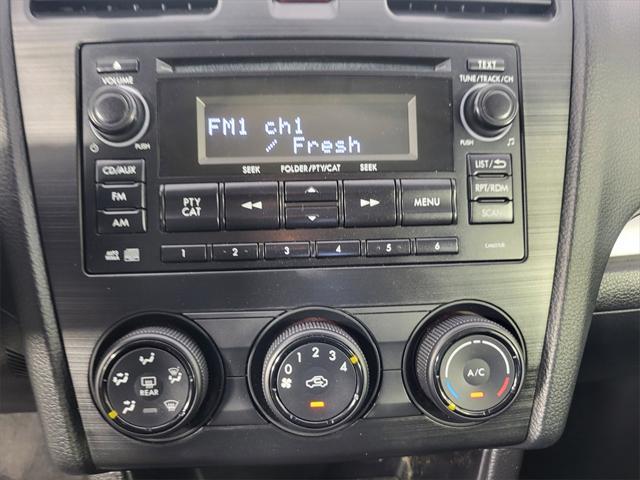 VOLUME
TEXT
TUNE/TRACK/CH
FM1 ch1
Fresh
PUSH
PUSH
SEEK FOLDER/PTY/CAT SEEK
CD/AUX
LIST/
FM
PTY CAT
MENU
RPT/RDM
AM
SCAN
1 2 3 4 5 6
0 1 2 3 4
REAR
A/C